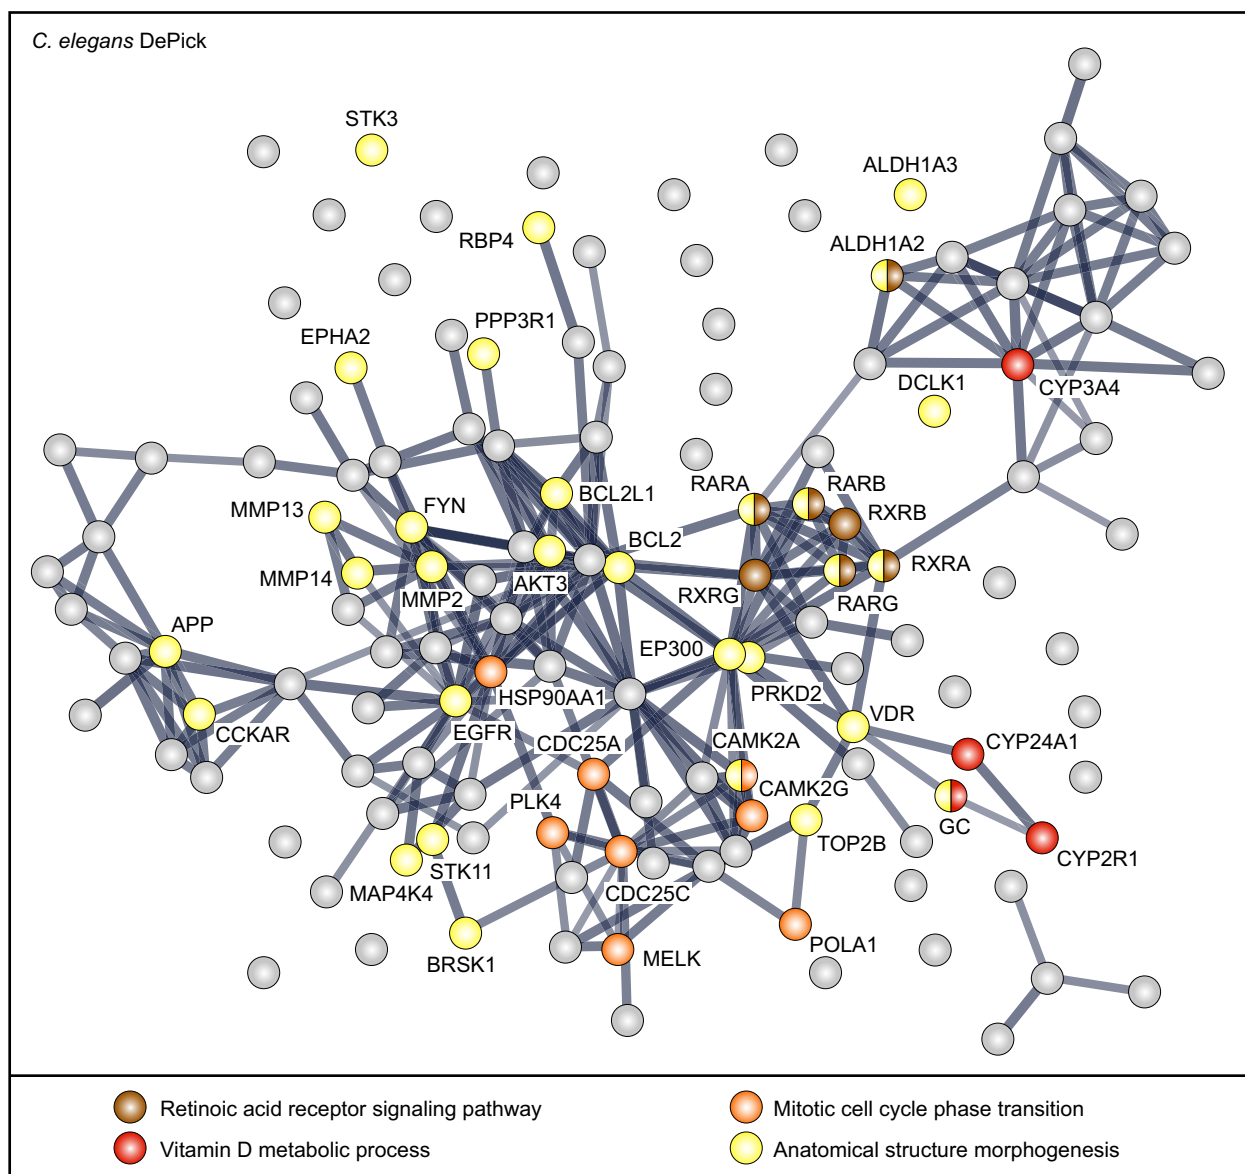 C. elegans DePick
STK3
ALDH1A3
RBP4
ALDH1A2
PPP3R1
EPHA2
DCLK1
CYP3A4
BCL2L1
RARA
RARB
MMP13
FYN
RXRB
BCL2
MMP14
MMP2
AKT3
RXRG
RARG
RXRA
APP
EP300
HSP90AA1
PRKD2
CCKAR
EGFR
VDR
CDC25A
CAMK2A
CYP24A1
PLK4
CAMK2G
GC
TOP2B
CYP2R1
STK11
MAP4K4
CDC25C
POLA1
BRSK1
MELK
Retinoic acid receptor signaling pathway
Mitotic cell cycle phase transition
Vitamin D metabolic process
Anatomical structure morphogenesis